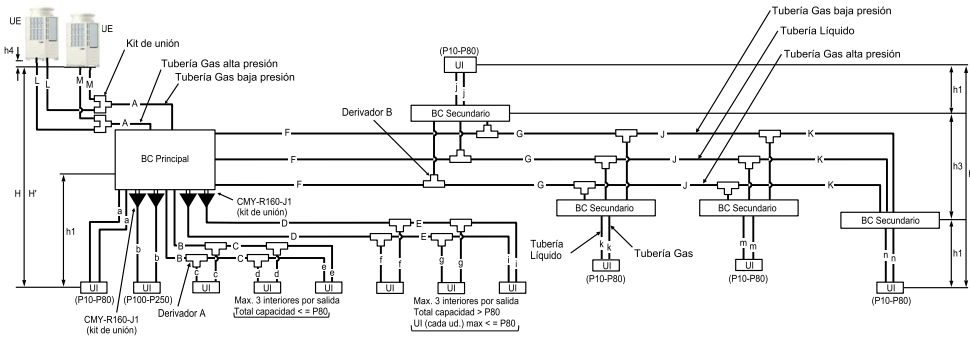 UE
UE
h4
Kit de unión
Tubería Gas alta presión
Tubería Gas baja presión
L
L
M
M
A
A
BC Principal
H
H'
h1
a
a
b
b
CMY-R160-J1
(kit de unión)
UI
(P10-P80)
UI
(P100-P250)
CMY-R160-J1
(kit de unión)
Derivador A
B
C
B
C
c
c
d
d
e
e
UI
UI
UI
Max. 3 interiores por salida
Total capacidad < = P80
D
E
D
E
f
f
g
g
i
i
UI
UI
UI
Max. 3 interiores por salida
Total capacidad > P80
UI (cada ud.) max < = P80
F
F
F
Derivador B
(P10-P80)
UI
j
j
BC Secundario
G
G
G
J
J
J
K
K
K
Tubería Gas baja presión
Tubería Líquido
Tubería Gas alta presión
BC Secundario
Tubería
Líquido
k
k
Tubería Gas
UI
(P10-P80)
BC Secundario
m
m
UI
(P10-P80)
BC Secundario
n
n
UI
(P10-P80)
h1
h3
h1